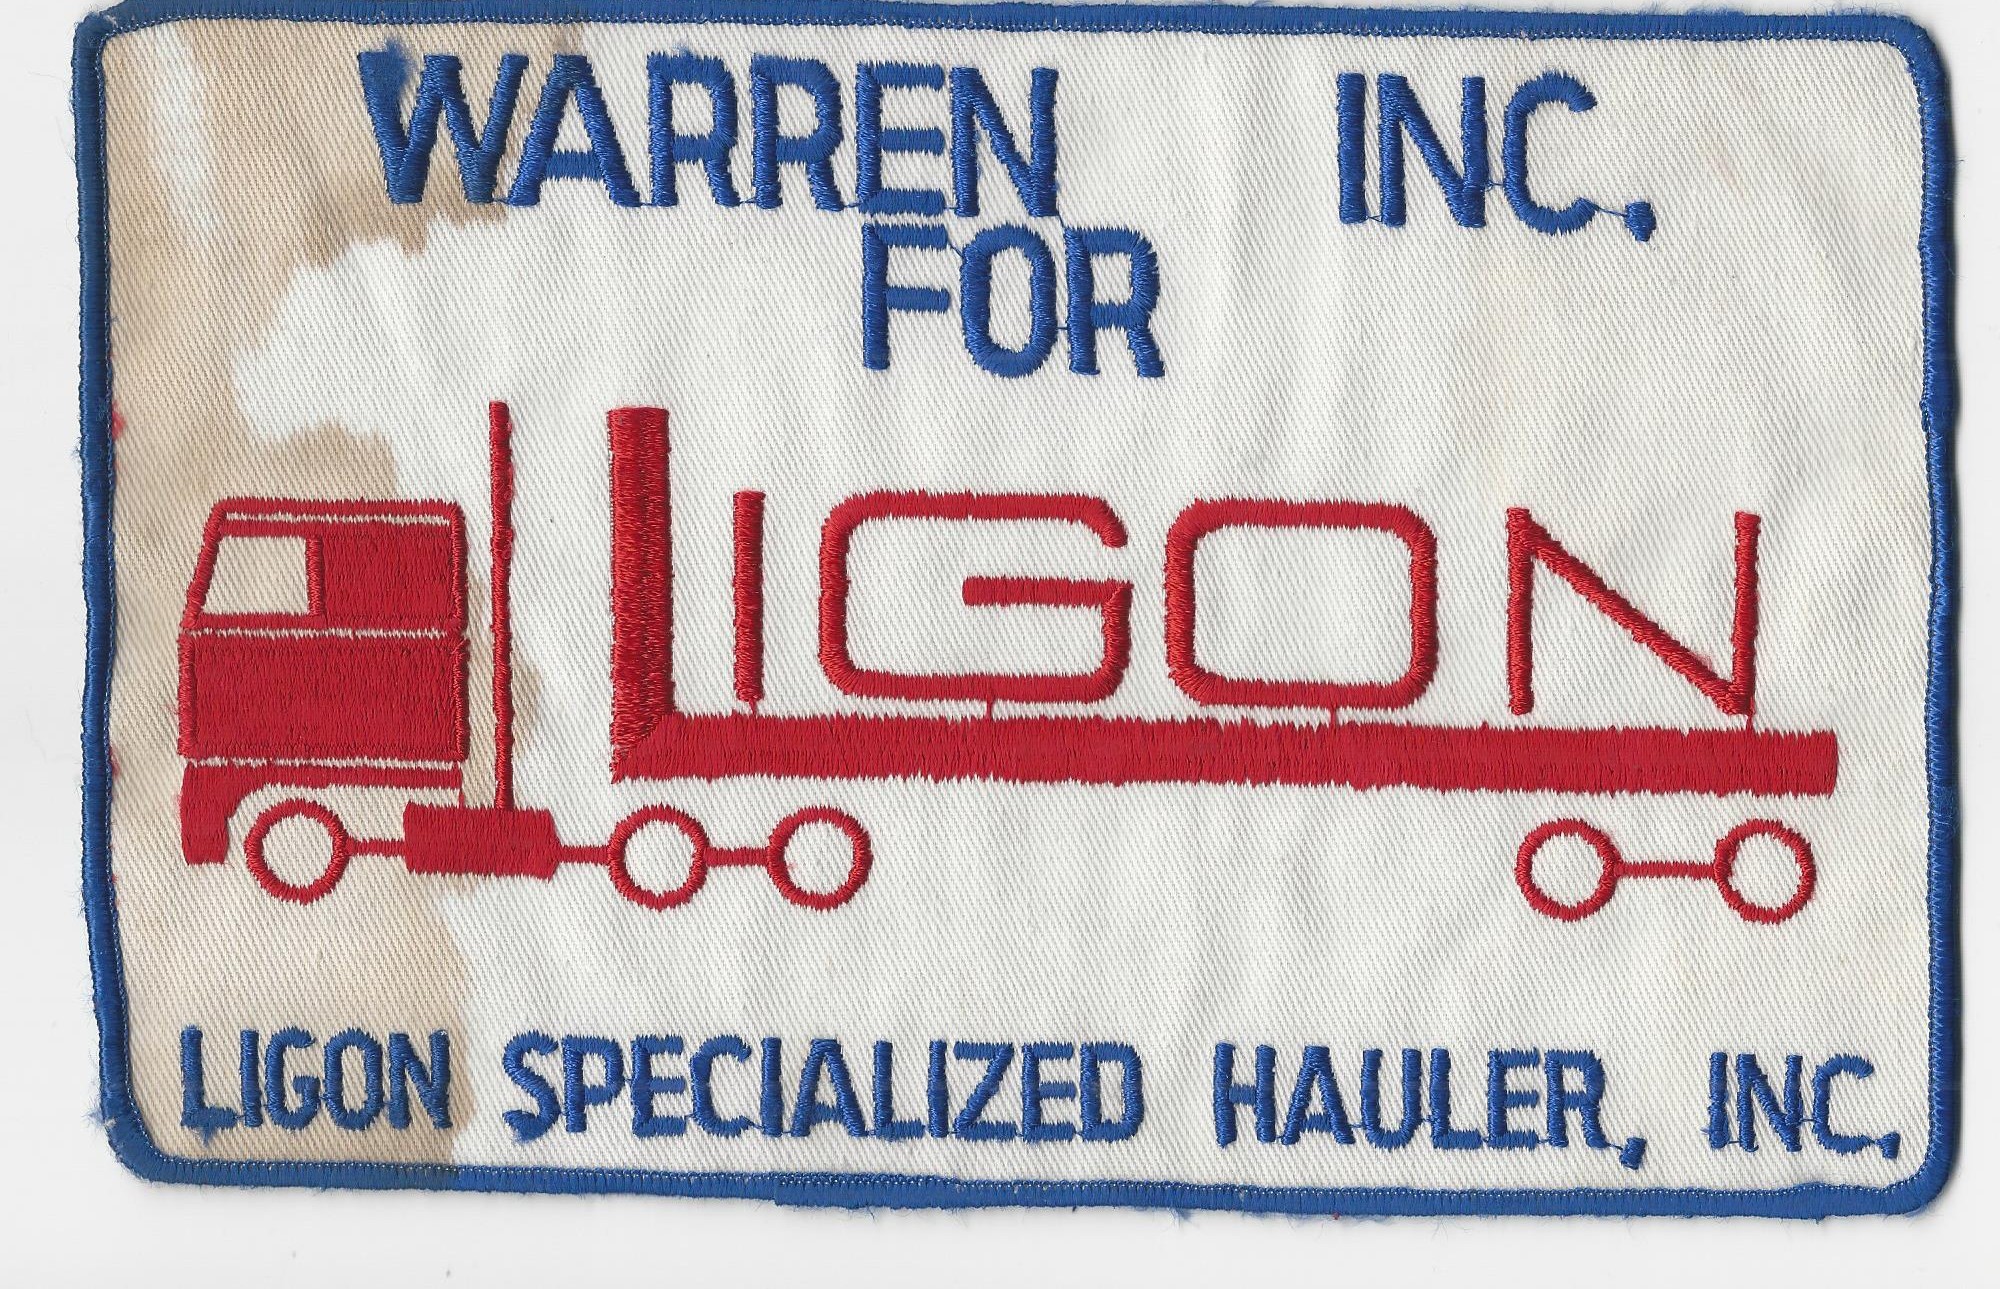 WARREN INC.
FOR
LIGON
LIGON SPECIALIZED HAULER, INC.